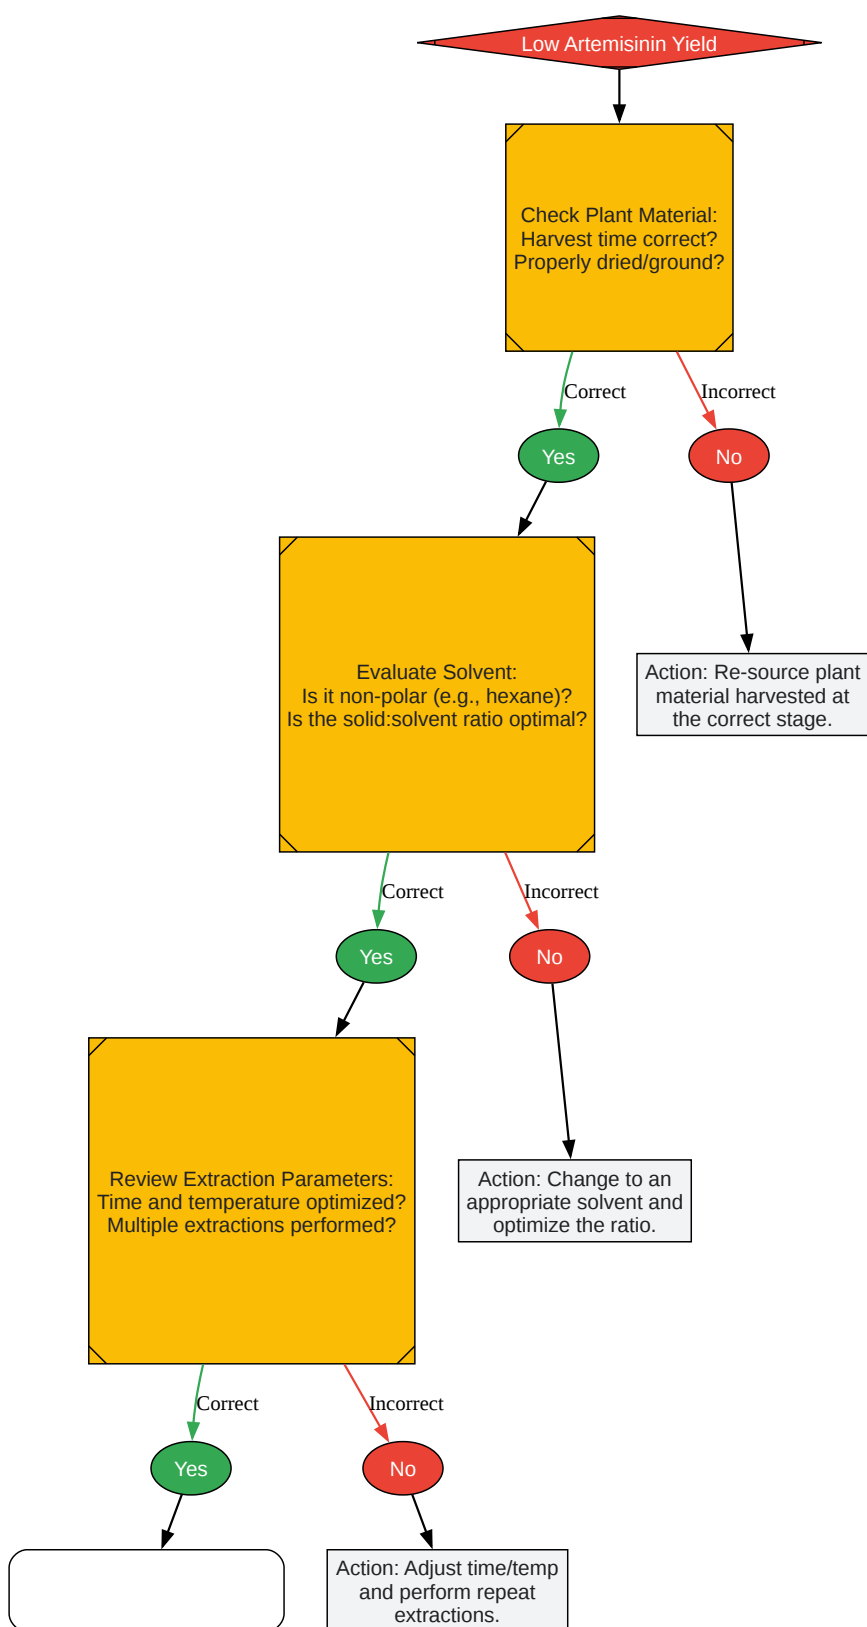 Low Artemisinin Yield
Check Plant Material:
Harvest time correct?
Properly dried/ground?
Correct
Incorrect
Yes
No
Evaluate Solvent:
Is it non-polar (e.g., hexane)?
Is the solid:solvent ratio optimal?
Action: Re-source plant
material harvested at
the correct stage.
Correct
Incorrect
Yes
No
Review Extraction Parameters:
Time and temperature optimized?
Multiple extractions performed?
Action: Change to an
appropriate solvent and
optimize the ratio.
Correct
Incorrect
Yes
No
Action: Adjust time/temp
and perform repeat
extractions.